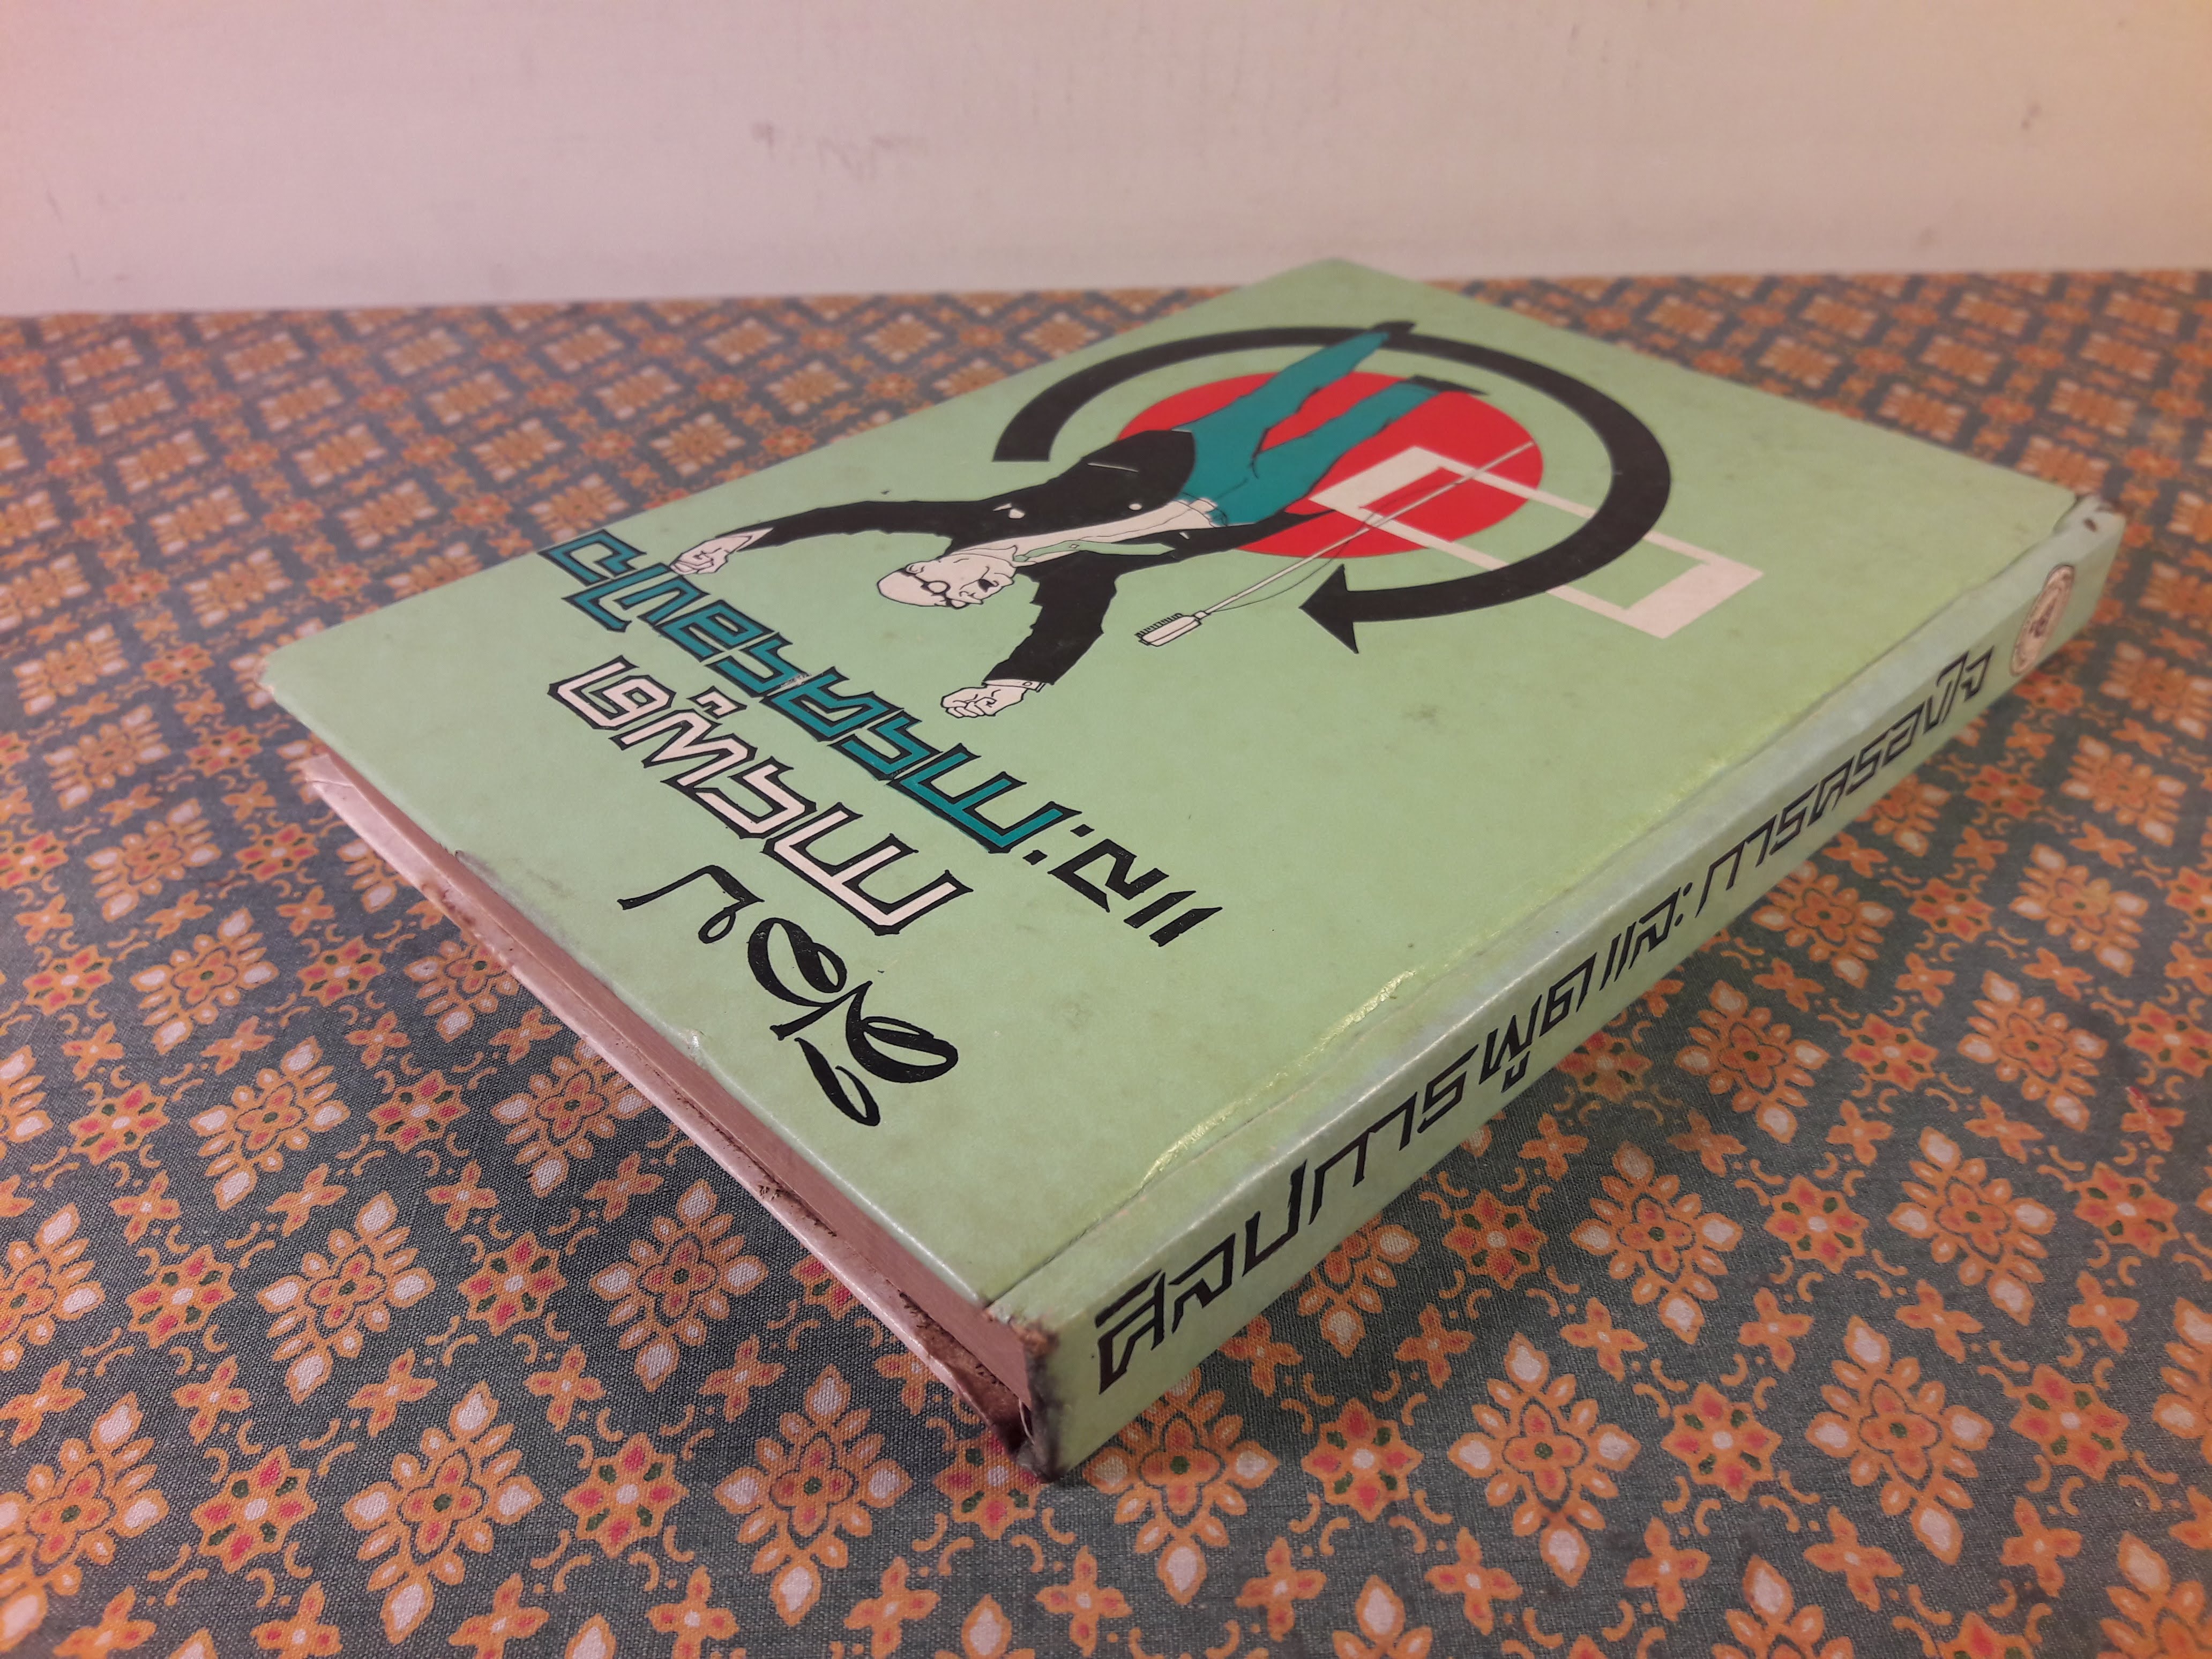 ศิลป
การพูด
และการครองใจ
ศิลปการพูดและการครองใจ